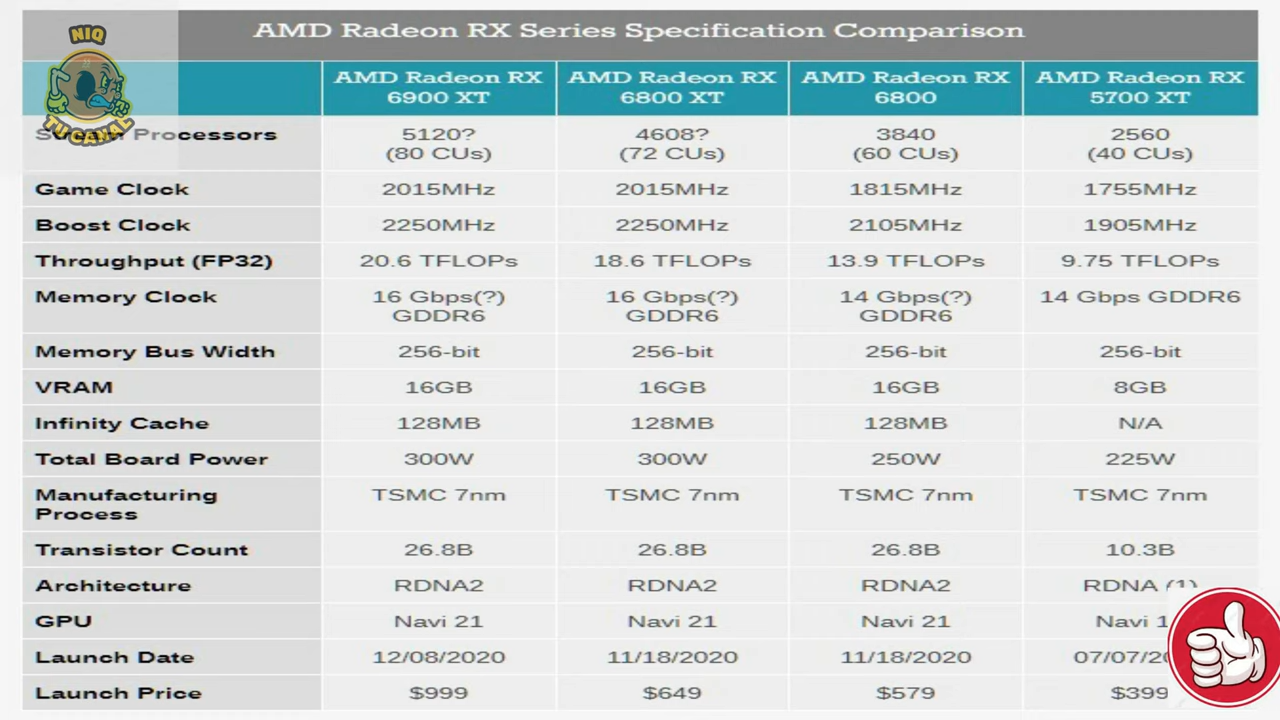 AMD Radeon RX Series Specification Comparison
NIQ
TU CANAL
AMD Radeon RX 6900 XT
AMD Radeon RX 6800 XT
AMD Radeon RX 6800
AMD Radeon RX 5700 XT
Processors 5120? (80 CUs) 4608? (72 CUs) 3840 (60 CUs) 2560 (40 CUs)
Game Clock 2015MHz 2015MHz 1815MHz 1755MHz
Boost Clock 2250MHz 2250MHz 2105MHz 1905MHz
Throughput (FP32) 20.6 TFLOPs 18.6 TFLOPs 13.9 TFLOPs 9.75 TFLOPs
Memory Clock 16 Gbps(?) GDDR6 16 Gbps(?) GDDR6 14 Gbps(?) GDDR6 14 Gbps GDDR6
Memory Bus Width 256-bit 256-bit 256-bit 256-bit
VRAM 16GB 16GB 16GB 8GB
Infinity Cache 128MB 128MB 128MB N/A
Total Board Power 300W 300W 250W 225W
Manufacturing Process TSMC 7nm TSMC 7nm TSMC 7nm TSMC 7nm
Transistor Count 26.8B 26.8B 26.8B 10.3B
Architecture RDNA2 RDNA2 RDNA2 RDNA (1)
GPU Navi 21 Navi 21 Navi 21 Navi
Launch Date 12/08/2020 11/18/2020 11/18/2020
Launch Price $999 $649 $579 $399